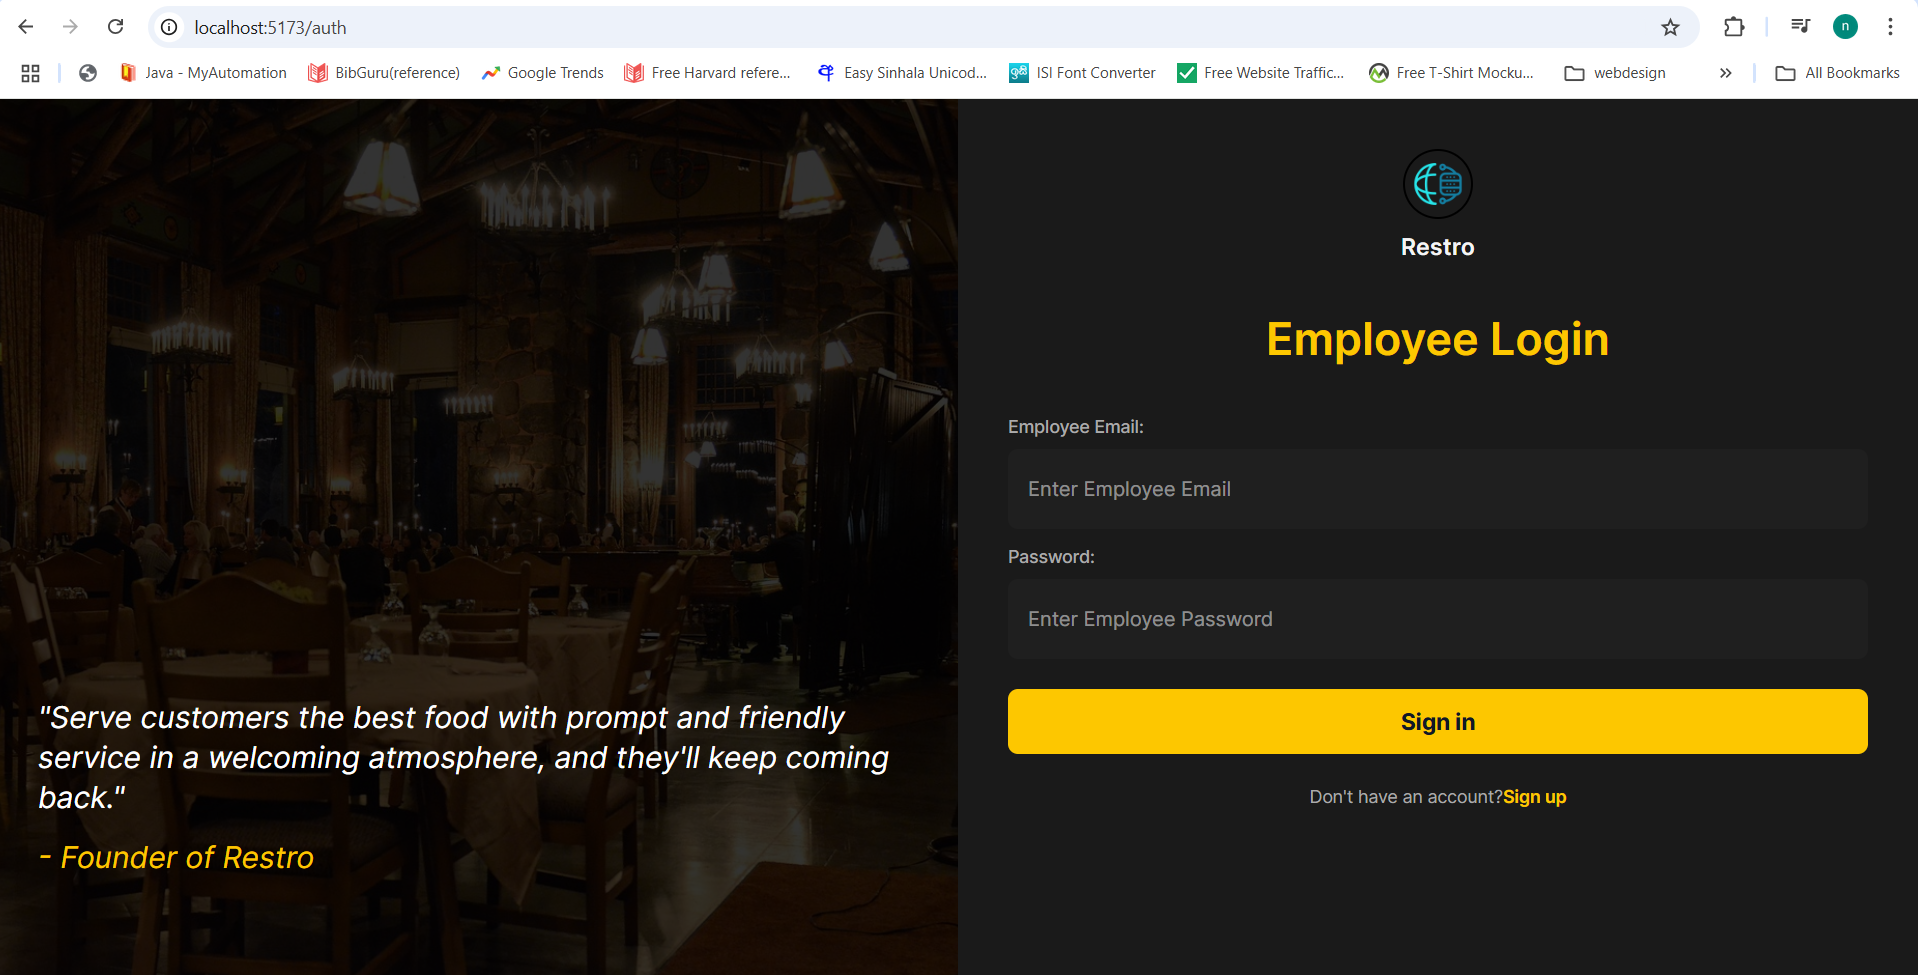 localhost:5173/auth
n
Java - MyAutomation
BibGuru(reference)
Google Trends
Free Harvard refere...
Easy Sinhala Unicod...
ISI Font Converter
Free Website Traffic...
Free T-Shirt Mocku...
webdesign
All Bookmarks
Restro
Employee Login
Employee Email:
Enter Employee Email
Password:
Enter Employee Password
Sign in
Don't have an account?Sign up
"Serve customers the best food with prompt and friendly
service in a welcoming atmosphere, and they'll keep coming
back."
- Founder of Restro